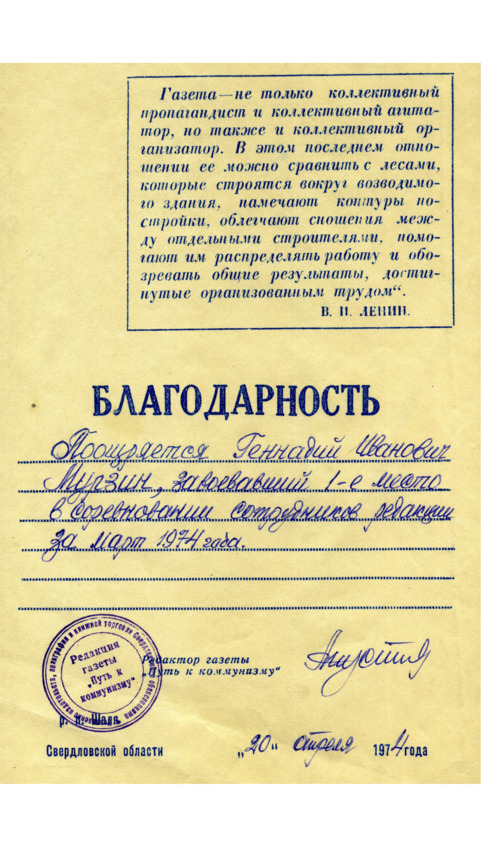 Газета—не только коллективный
пропагандист и коллективный агита-
тор, но также и коллективный ор-
ганизатор. В этом последнем отно-
шении ее можно сравнить с лесами,
которые строятся вокруг возводимо-
го здания, намечают контуры по-
стройки, облегчают сношения меж-
ду отдельными строителями, помо-
гают им распределять работу и обо-
зревать общие результаты, достиг-
нутые организованным трудом“.
В. И. ЛЕНИН.
БЛАГОДАРНОСТЬ
Поощряется Геннадий Иванович
Мурзин, завоевавший 1-е место
в соревновании сотрудников редакции
за март 1974 года.
Редакция
газеты
„Путь к
коммунизму“
Редактор газеты
„Путь к коммунизму“
р. п. Шаля
Свердловской области
„20“ апреля 1974 года